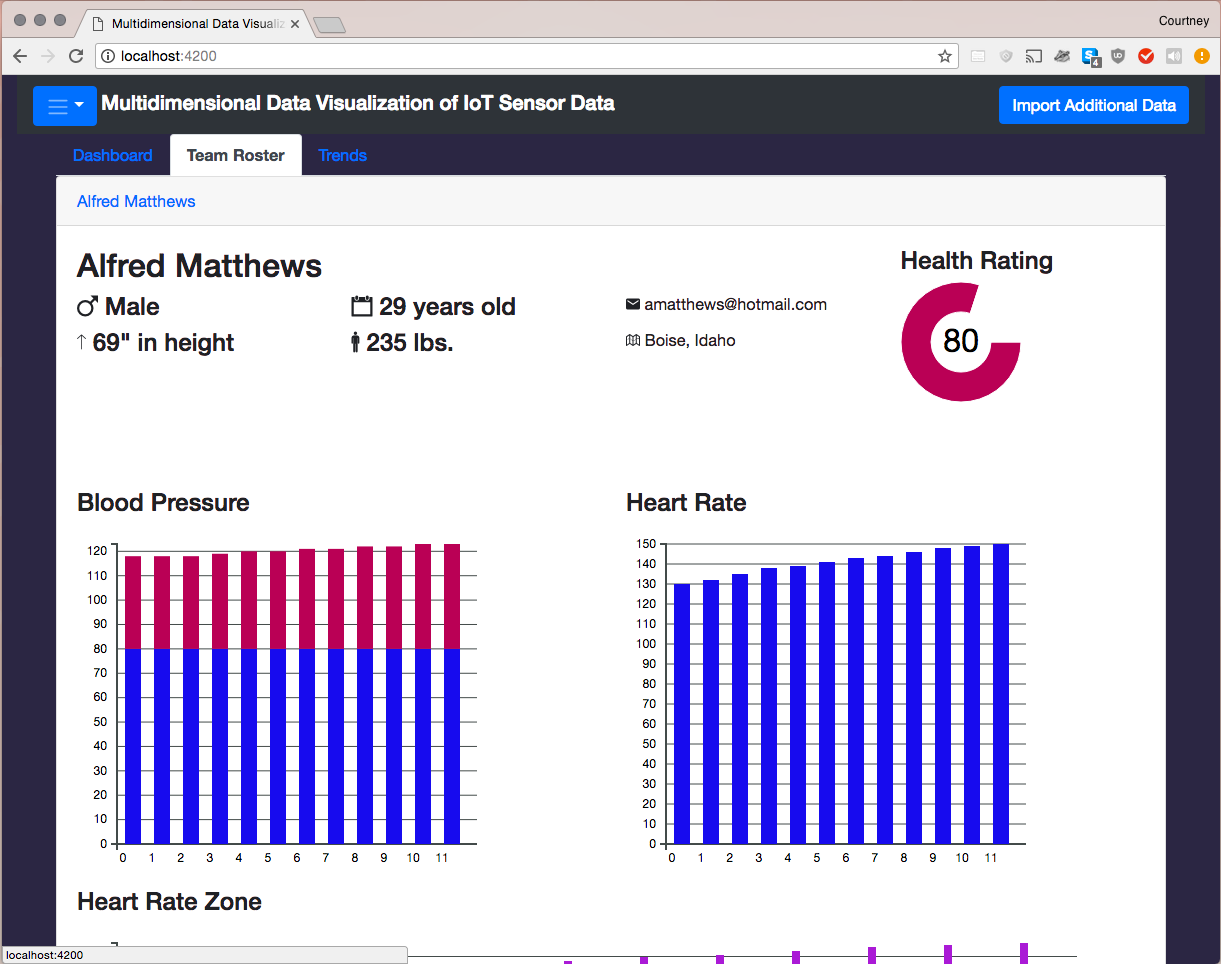 Multidimensional Data Visualiz
Courtney
localhost:4200
4
Multidimensional Data Visualization of IoT Sensor Data
Import Additional Data
Dashboard Team Roster Trends
Alfred Matthews
Alfred Matthews
Health Rating
Male 29 years old amatthews@hotmail.com
69" in height 235 lbs. Boise, Idaho
80
Blood Pressure
120
110
100
90
80
70
60
50
40
30
20
10
0
0 1 2 3 4 5 6 7 8 9 10 11
Heart Rate
150
140
130
120
110
100
90
80
70
60
50
40
30
20
10
0
0 1 2 3 4 5 6 7 8 9 10 11
Heart Rate Zone
localhost:4200